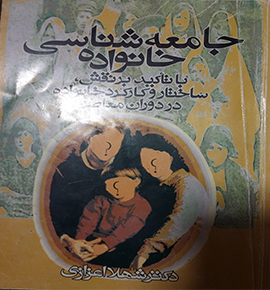 جامعه شناسی
خانواده
با تاکید بر نقش،
ساختار و کارکرد خانواده
در دوران معاصر
دکتر شهلا اعزازی